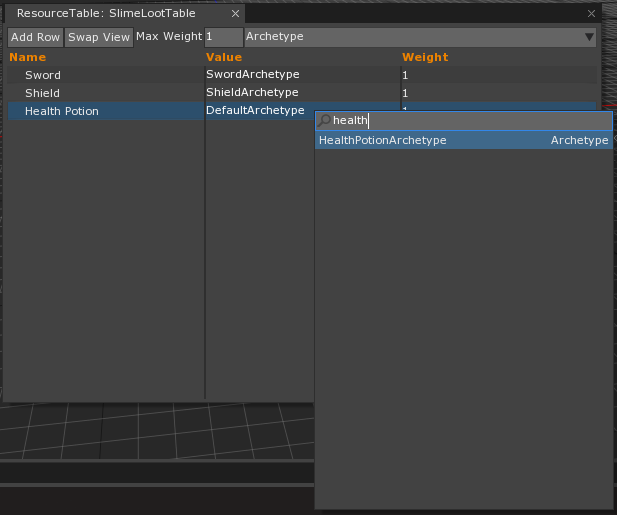 ResourceTable: SlimeLootTable
Add Row Swap View Max Weight 1 Archetype
Name Value Weight
Sword SwordArchetype 1
Shield ShieldArchetype 1
Health Potion DefaultArchetype 1
health
HealthPotionArchetype Archetype